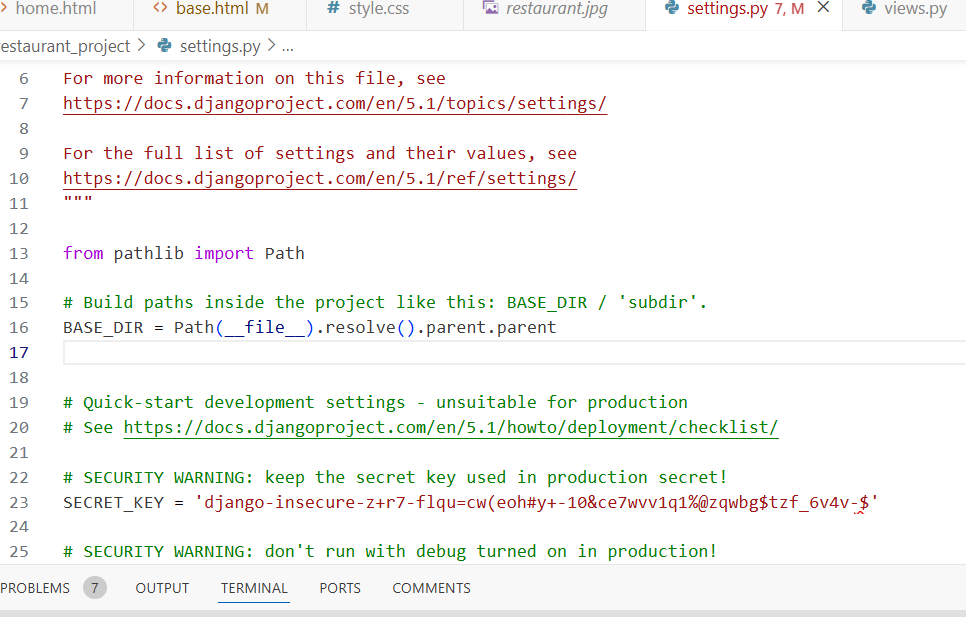 home.html base.html M style.css restaurant.jpg settings.py 7, M views.py
estaurant_project settings.py ...
6 For more information on this file, see
7 https://docs.djangoproject.com/en/5.1/topics/settings/
8
9 For the full list of settings and their values, see
10 https://docs.djangoproject.com/en/5.1/ref/settings/
11 """
12
13 from pathlib import Path
14
15 # Build paths inside the project like this: BASE_DIR / 'subdir'.
16 BASE_DIR = Path(__file__).resolve().parent.parent
17
18
19 # Quick-start development settings - unsuitable for production
20 # See https://docs.djangoproject.com/en/5.1/howto/deployment/checklist/
21
22 # SECURITY WARNING: keep the secret key used in production secret!
23 SECRET_KEY = 'django-insecure-z+r7-flqu=cw(eoh#y+-10&ce7wvv1q1%@zqwbg$tzf_6v4v-$'
24
25 # SECURITY WARNING: don't run with debug turned on in production!
PROBLEMS 7 OUTPUT TERMINAL PORTS COMMENTS